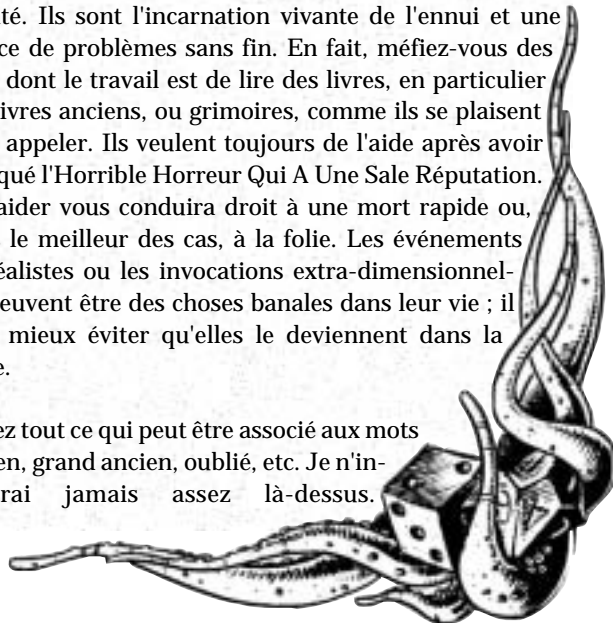 té. Ils sont l'incarnation vivante de l'ennui et une
ce de problèmes sans fin. En fait, méfiez-vous des
dont le travail est de lire des livres, en particulier
ivres anciens, ou grimoires, comme ils se plaisent
appeler. Ils veulent toujours de l'aide après avoir
qué l'Horrible Horreur Qui A Une Sale Réputation.
aider vous conduira droit à une mort rapide ou,
le meilleur des cas, à la folie. Les événements
éalistes ou les invocations extra-dimensionnel-
euvent être des choses banales dans leur vie ; il
mieux éviter qu'elles le deviennent dans la
e.
ez tout ce qui peut être associé aux mots
en, grand ancien, oublié, etc. Je n'in-
rai jamais assez là-dessus.